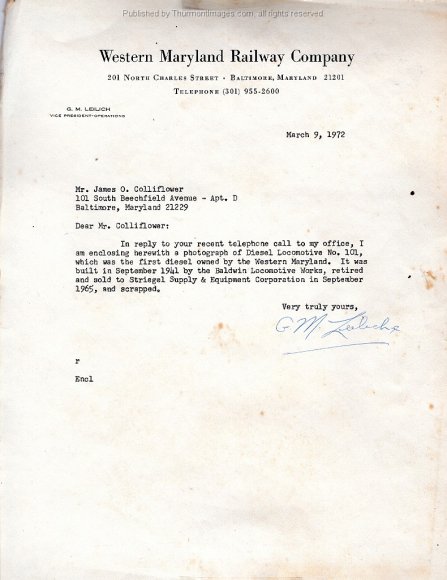 Published by ThurmontImages.com, all rights reserved
Western Maryland Railway Company
201 North Charles Street · Baltimore, Maryland 21201
Telephone (301) 955-2600
G. M. LEILICH
VICE PRESIDENT-OPERATIONS
March 9, 1972
Mr. James O. Colliflower
101 South Beechfield Avenue - Apt. D
Baltimore, Maryland 21229
Dear Mr. Colliflower:
In reply to your recent telephone call to my office, I
am enclosing herewith a photograph of Diesel Locomotive No. 101,
which was the first diesel owned by the Western Maryland. It was
built in September 1941 by the Baldwin Locomotive Works, retired
and sold to Striegal Supply & Equipment Corporation in September
1965, and scrapped.
Very truly yours,
G M Leilich
r
Encl